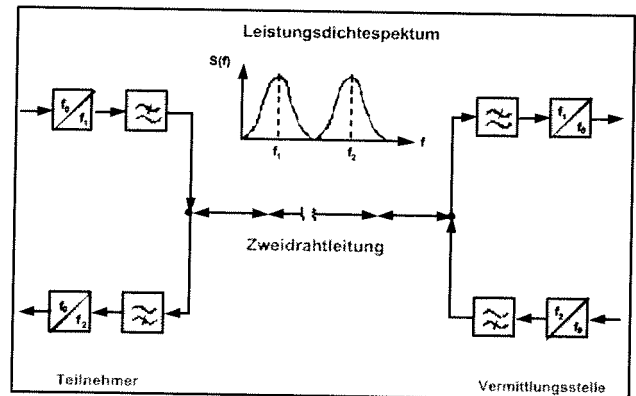 Leistungsdichtespektum
S(f)
f₀ f₁
f₁ f₂ f
f₁ f₀
Zweidrahtleitung
f₀ f₂
f₂ f₀
Teilnehmer
Vermittlungsstelle